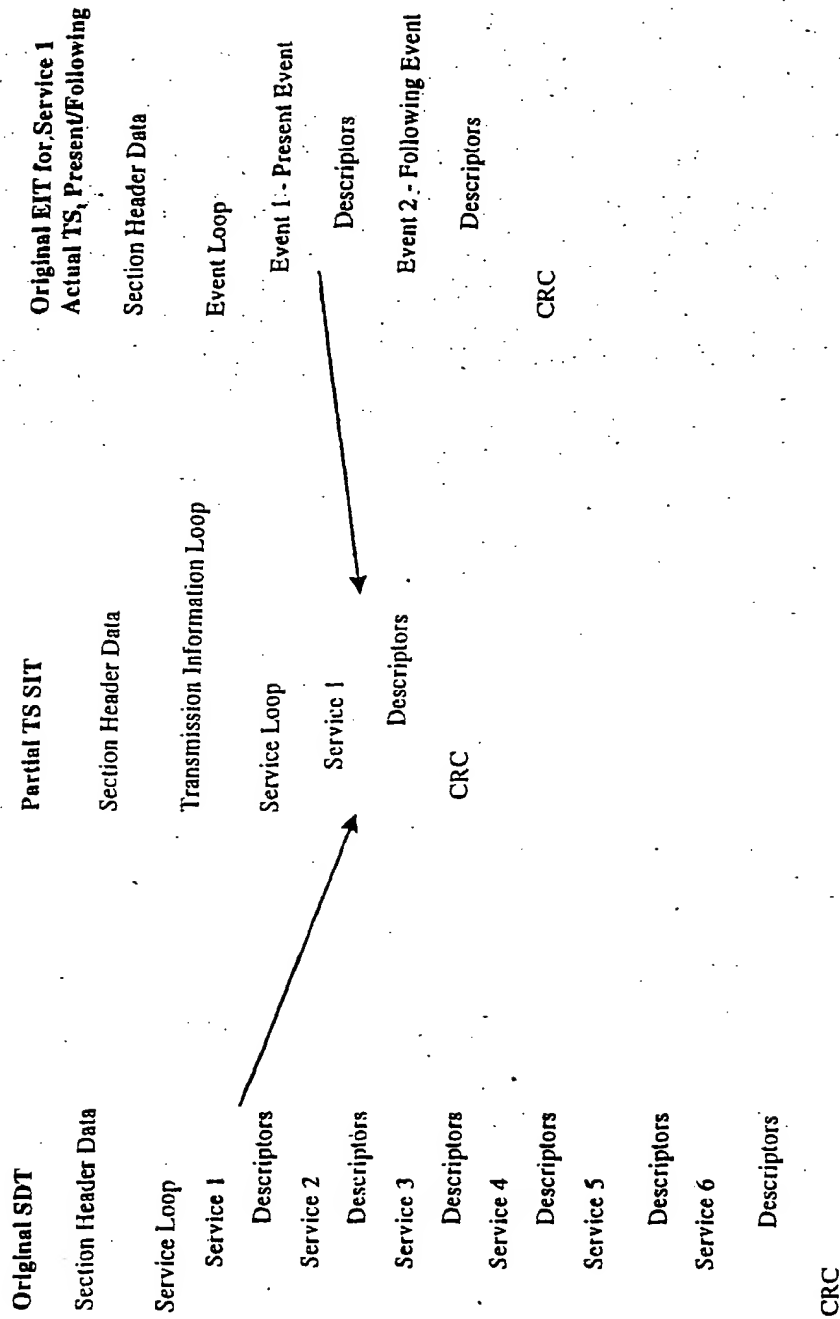 Original SDT
Section Header Data
Service Loop
Service 1
Descriptors
Service 2
Descriptors
Service 3
Descriptors
Service 4
Descriptors
Service 5
Descriptors
Service 6
Descriptors
CRC
Partial TS SIT
Section Header Data
Transmission Information Loop
Service Loop
Service 1
Descriptors
CRC
Original EIT for Service 1
Actual TS, Present/Following
Section Header Data
Event Loop
Event 1 - Present Event
Descriptors
Event 2 - Following Event
Descriptors
CRC